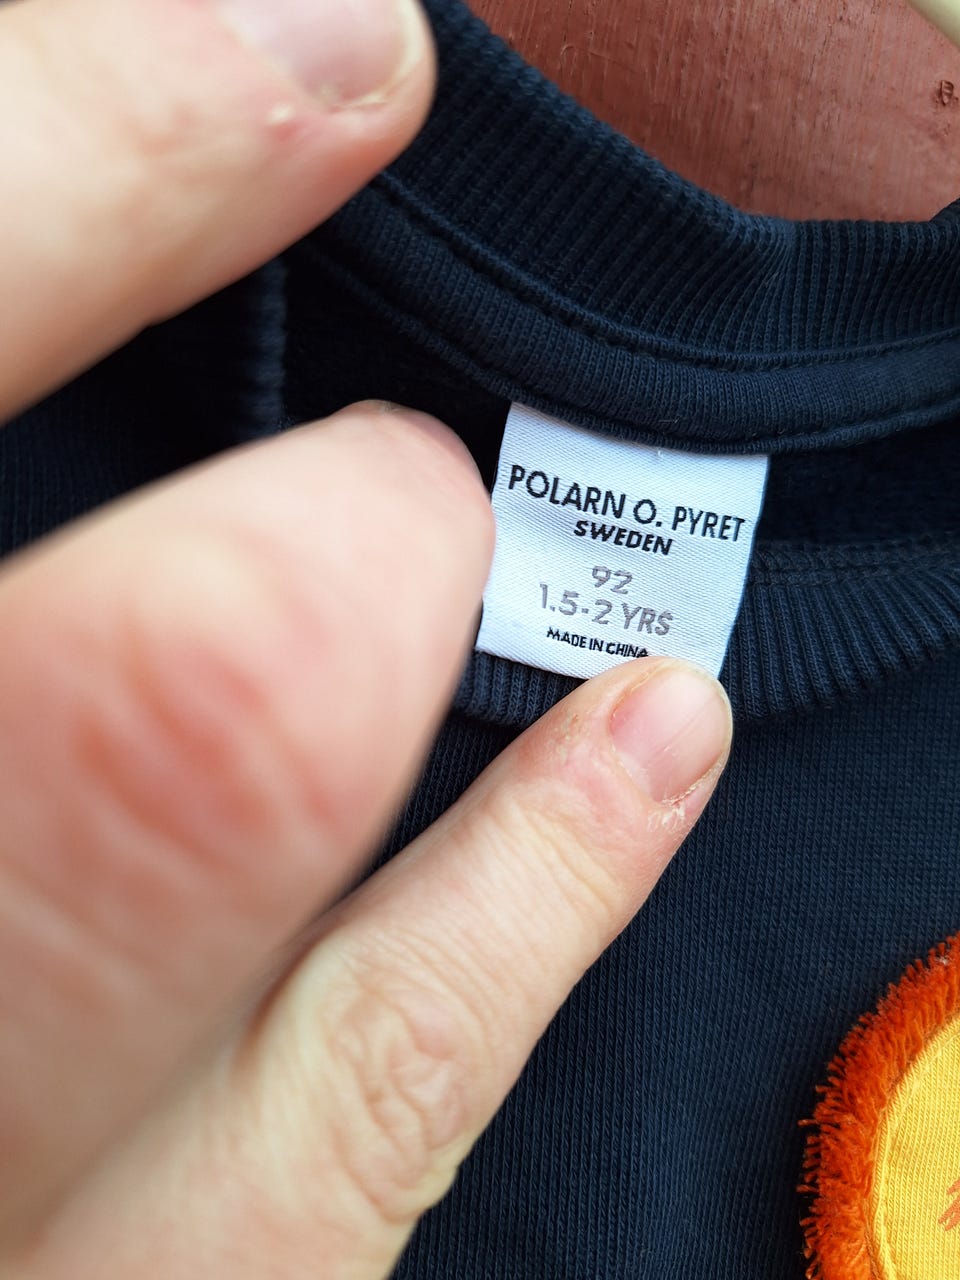 POLARN O. PYRET
SWEDEN
92
1.5-2 YRS
MADE IN CHINA